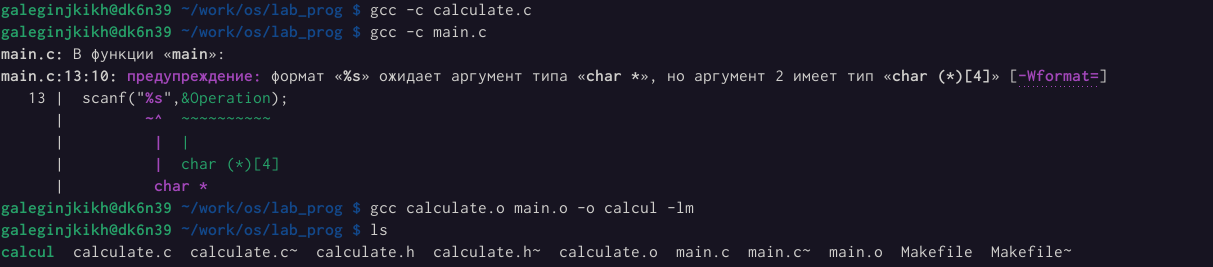 galeginjkikh@dk6n39 ~/work/os/lab_prog $ gcc -c calculate.c
galeginjkikh@dk6n39 ~/work/os/lab_prog $ gcc -c main.c
main.c: В функции «main»:
main.c:13:10: предупреждение: формат «%s» ожидает аргумент типа «char *», но аргумент 2 имеет тип «char (*)[4]» [-Wformat=]
   13 |  scanf("%s",&Operation);
      |         ~^  ~~~~~~~~~~
      |          |  |
      |          |  char (*)[4]
      |          char *
galeginjkikh@dk6n39 ~/work/os/lab_prog $ gcc calculate.o main.o -o calcul -lm
galeginjkikh@dk6n39 ~/work/os/lab_prog $ ls
calcul  calculate.c  calculate.c~  calculate.h  calculate.h~  calculate.o  main.c  main.c~  main.o  Makefile  Makefile~